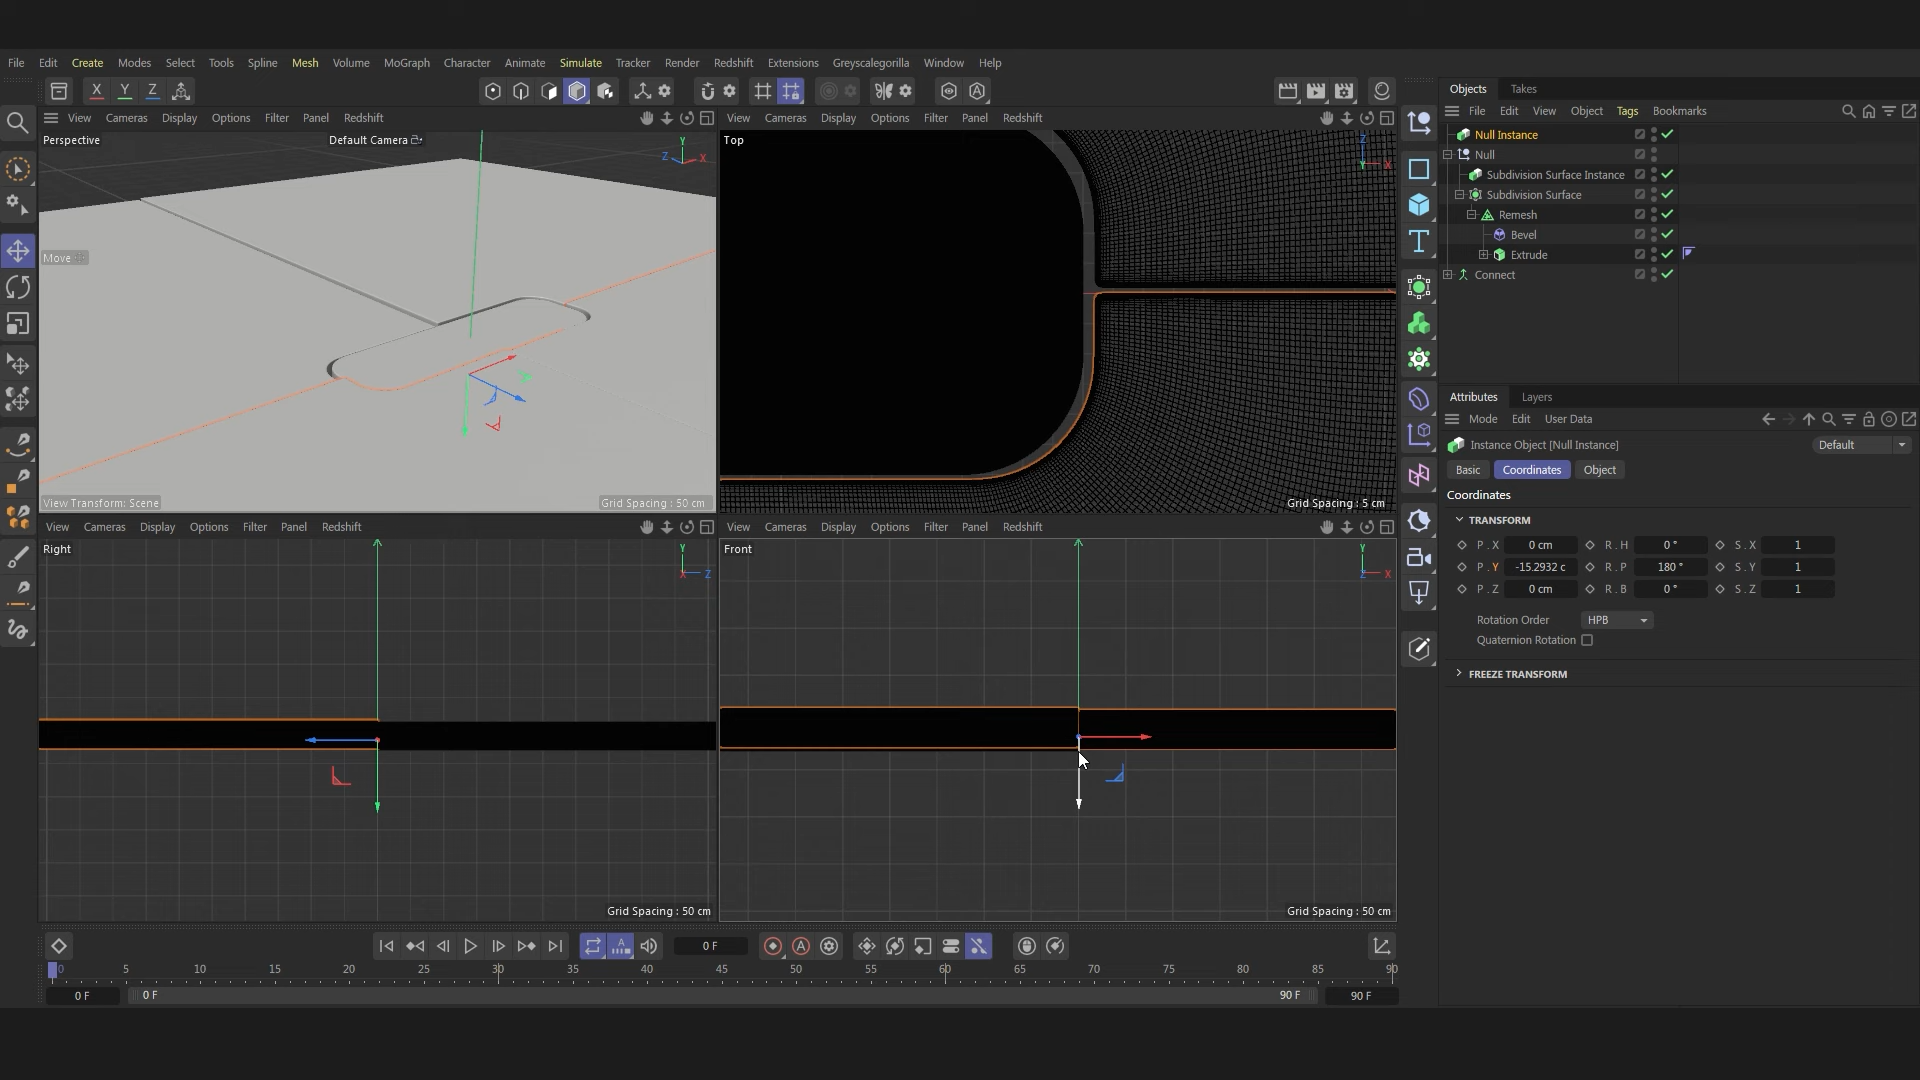 File Edit Create Modes Select Tools Spline Mesh Volume MoGraph Character Animate Simulate Tracker Render Redshift Extensions Greyscalegorilla Window Help
X Y Z
Objects Takes
File Edit View Object Tags Bookmarks
View Cameras Display Options Filter Panel Redshift
View Cameras Display Options Filter Panel Redshift
Perspective Default Camera
Top
Move
View Transform: Scene Grid Spacing : 50 cm
Grid Spacing : 5 cm
Null Instance
Null
Subdivision Surface Instance
Subdivision Surface
Remesh
Bevel
Extrude
Connect
Attributes Layers
Mode Edit User Data
Instance Object [Null Instance] Default
Basic Coordinates Object
Coordinates
TRANSFORM
P . X 0 cm R . H 0 ° S . X 1
P . Y -15.2932 c R . P 180 ° S . Y 1
P . Z 0 cm R . B 0 ° S . Z 1
Rotation Order HPB
Quaternion Rotation
FREEZE TRANSFORM
View Cameras Display Options Filter Panel Redshift
View Cameras Display Options Filter Panel Redshift
Right
Front
Grid Spacing : 50 cm
Grid Spacing : 50 cm
0 F
0 5 10 15 20 25 30 35 40 45 50 55 60 65 70 75 80 85 90
0 F 0 F 90 F 90 F